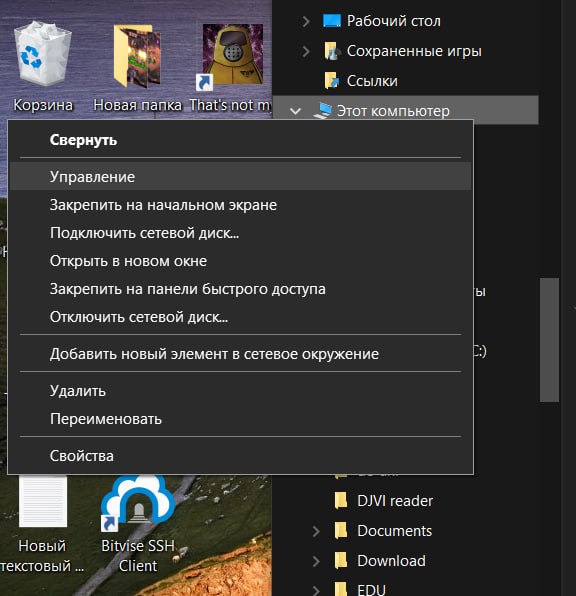 Рабочий стол
Сохраненные игры
Ссылки
Этот компьютер
Корзина
Новая папка
That's not m
Свернуть
Управление
Закрепить на начальном экране
Подключить сетевой диск...
Открыть в новом окне
Закрепить на панели быстрого доступа
Отключить сетевой диск...
Добавить новый элемент в сетевое окружение
Удалить
Переименовать
Свойства
ты
C:)
DJVI reader
Documents
Download
EDU
Новый
текстовый ...
Bitvise SSH
Client